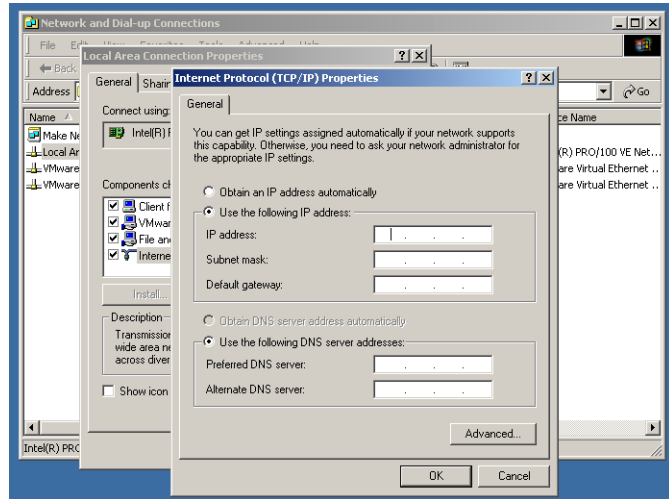 Network and Dial-up Connections
File
Local Area Connection Properties
Back
Internet Protocol (TCP/IP) Properties
Address
Go
General
General
Name
Connect using:
You can get IP settings assigned automatically if your network supports
this capability. Otherwise, you need to ask your network administrator for
the appropriate IP settings.
Make Ne
Intel(R)
Local Ar
(R) PRO/100 VE Net...
VMware
are Virtual Ethernet ...
VMware
are Virtual Ethernet ...
Obtain an IP address automatically
Use the following IP address:
IP address:
Subnet mask:
Default gateway:
Client f
VMwar
File an
Interne
Install...
Obtain DNS server address automatically
Use the following DNS server addresses:
Preferred DNS server:
Alternate DNS server:
Description
Transmission
wide area ne
across diver
Show icon
Advanced...
Intel(R) PRO
OK
Cancel